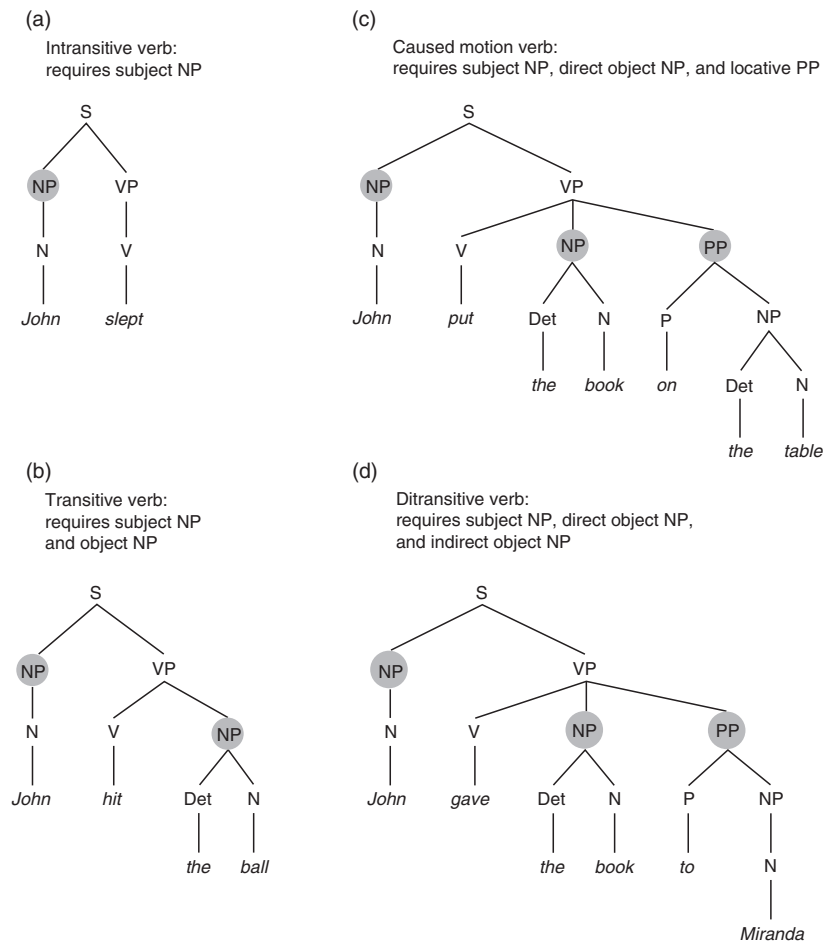 (a)
Intransitive verb:
requires subject NP
S
NP VP
N V
John slept
(c)
Caused motion verb:
requires subject NP, direct object NP, and locative PP
S
NP VP
N V NP PP
John put Det N P NP
the book on Det N
the table
(b)
Transitive verb:
requires subject NP
and object NP
S
NP VP
N V NP
John hit Det N
the ball
(d)
Ditransitive verb:
requires subject NP, direct object NP,
and indirect object NP
S
NP VP
N V NP PP
John gave Det N P NP
the book to N
Miranda